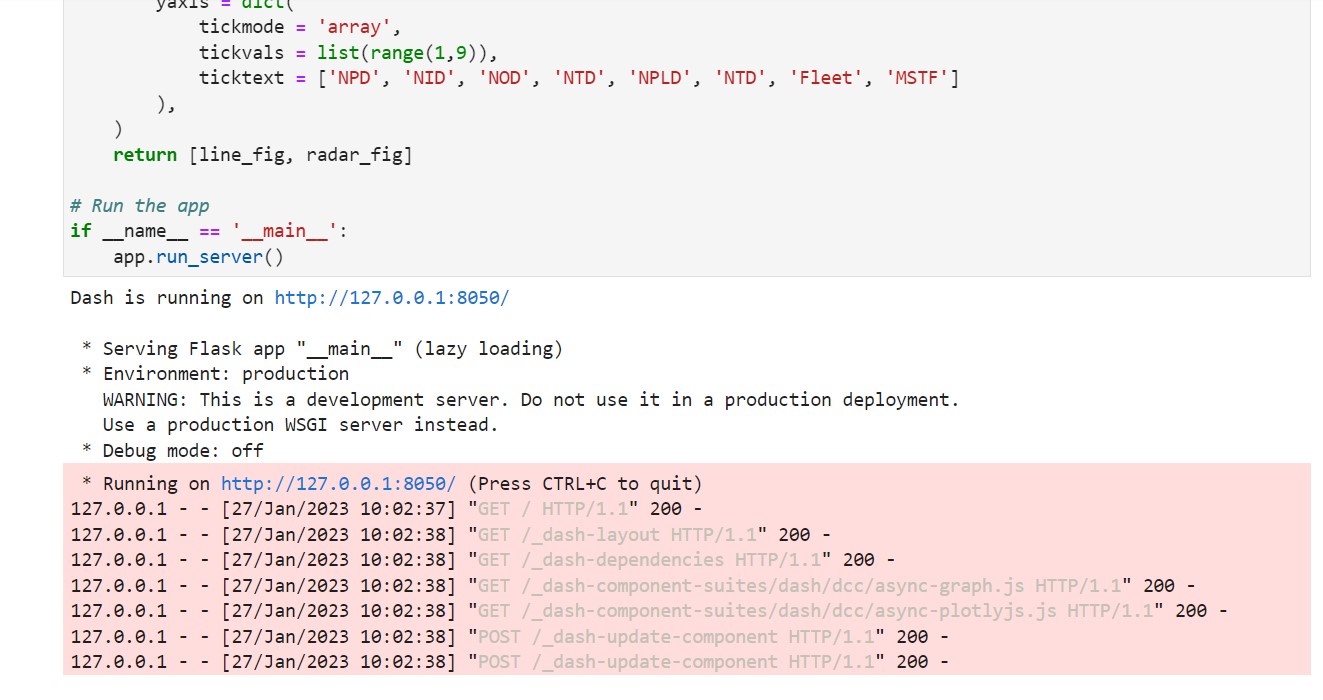 yaxis = dict(
tickmode = 'array',
tickvals = list(range(1,9)),
ticktext = ['NPD', 'NID', 'NOD', 'NTD', 'NPLD', 'NTD', 'Fleet', 'MSTF']
),
)
return [line_fig, radar_fig]
# Run the app
if __name__ == '__main__':
app.run_server()
Dash is running on http://127.0.0.1:8050/
* Serving Flask app "__main__" (lazy loading)
* Environment: production
WARNING: This is a development server. Do not use it in a production deployment.
Use a production WSGI server instead.
* Debug mode: off
* Running on http://127.0.0.1:8050/ (Press CTRL+C to quit)
127.0.0.1 - - [27/Jan/2023 10:02:37] "GET / HTTP/1.1" 200 -
127.0.0.1 - - [27/Jan/2023 10:02:38] "GET /_dash-layout HTTP/1.1" 200 -
127.0.0.1 - - [27/Jan/2023 10:02:38] "GET /_dash-dependencies HTTP/1.1" 200 -
127.0.0.1 - - [27/Jan/2023 10:02:38] "GET /_dash-component-suites/dash/dcc/async-graph.js HTTP/1.1" 200 -
127.0.0.1 - - [27/Jan/2023 10:02:38] "GET /_dash-component-suites/dash/dcc/async-plotlyjs.js HTTP/1.1" 200 -
127.0.0.1 - - [27/Jan/2023 10:02:38] "POST /_dash-update-component HTTP/1.1" 200 -
127.0.0.1 - - [27/Jan/2023 10:02:38] "POST /_dash-update-component HTTP/1.1" 200 -